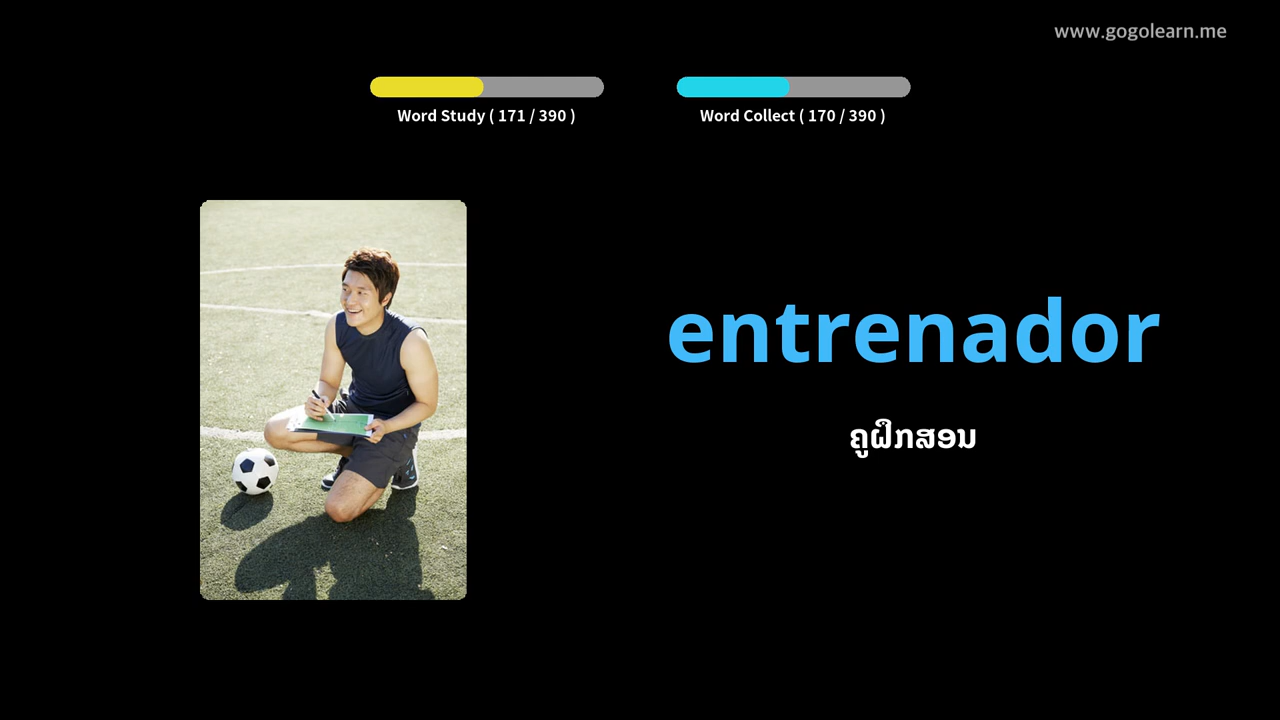 www.gogolearn.me
Word Study ( 171 / 390 )
Word Collect ( 170 / 390 )
entrenador
ຄູຝຶກສອນ